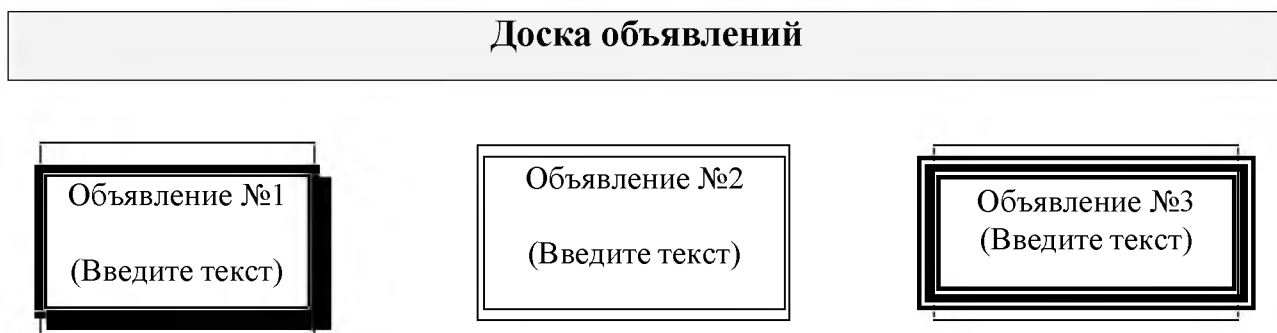 Доска объявлений
Объявление №1
(Введите текст)
Объявление №2
(Введите текст)
Объявление №3
(Введите текст)